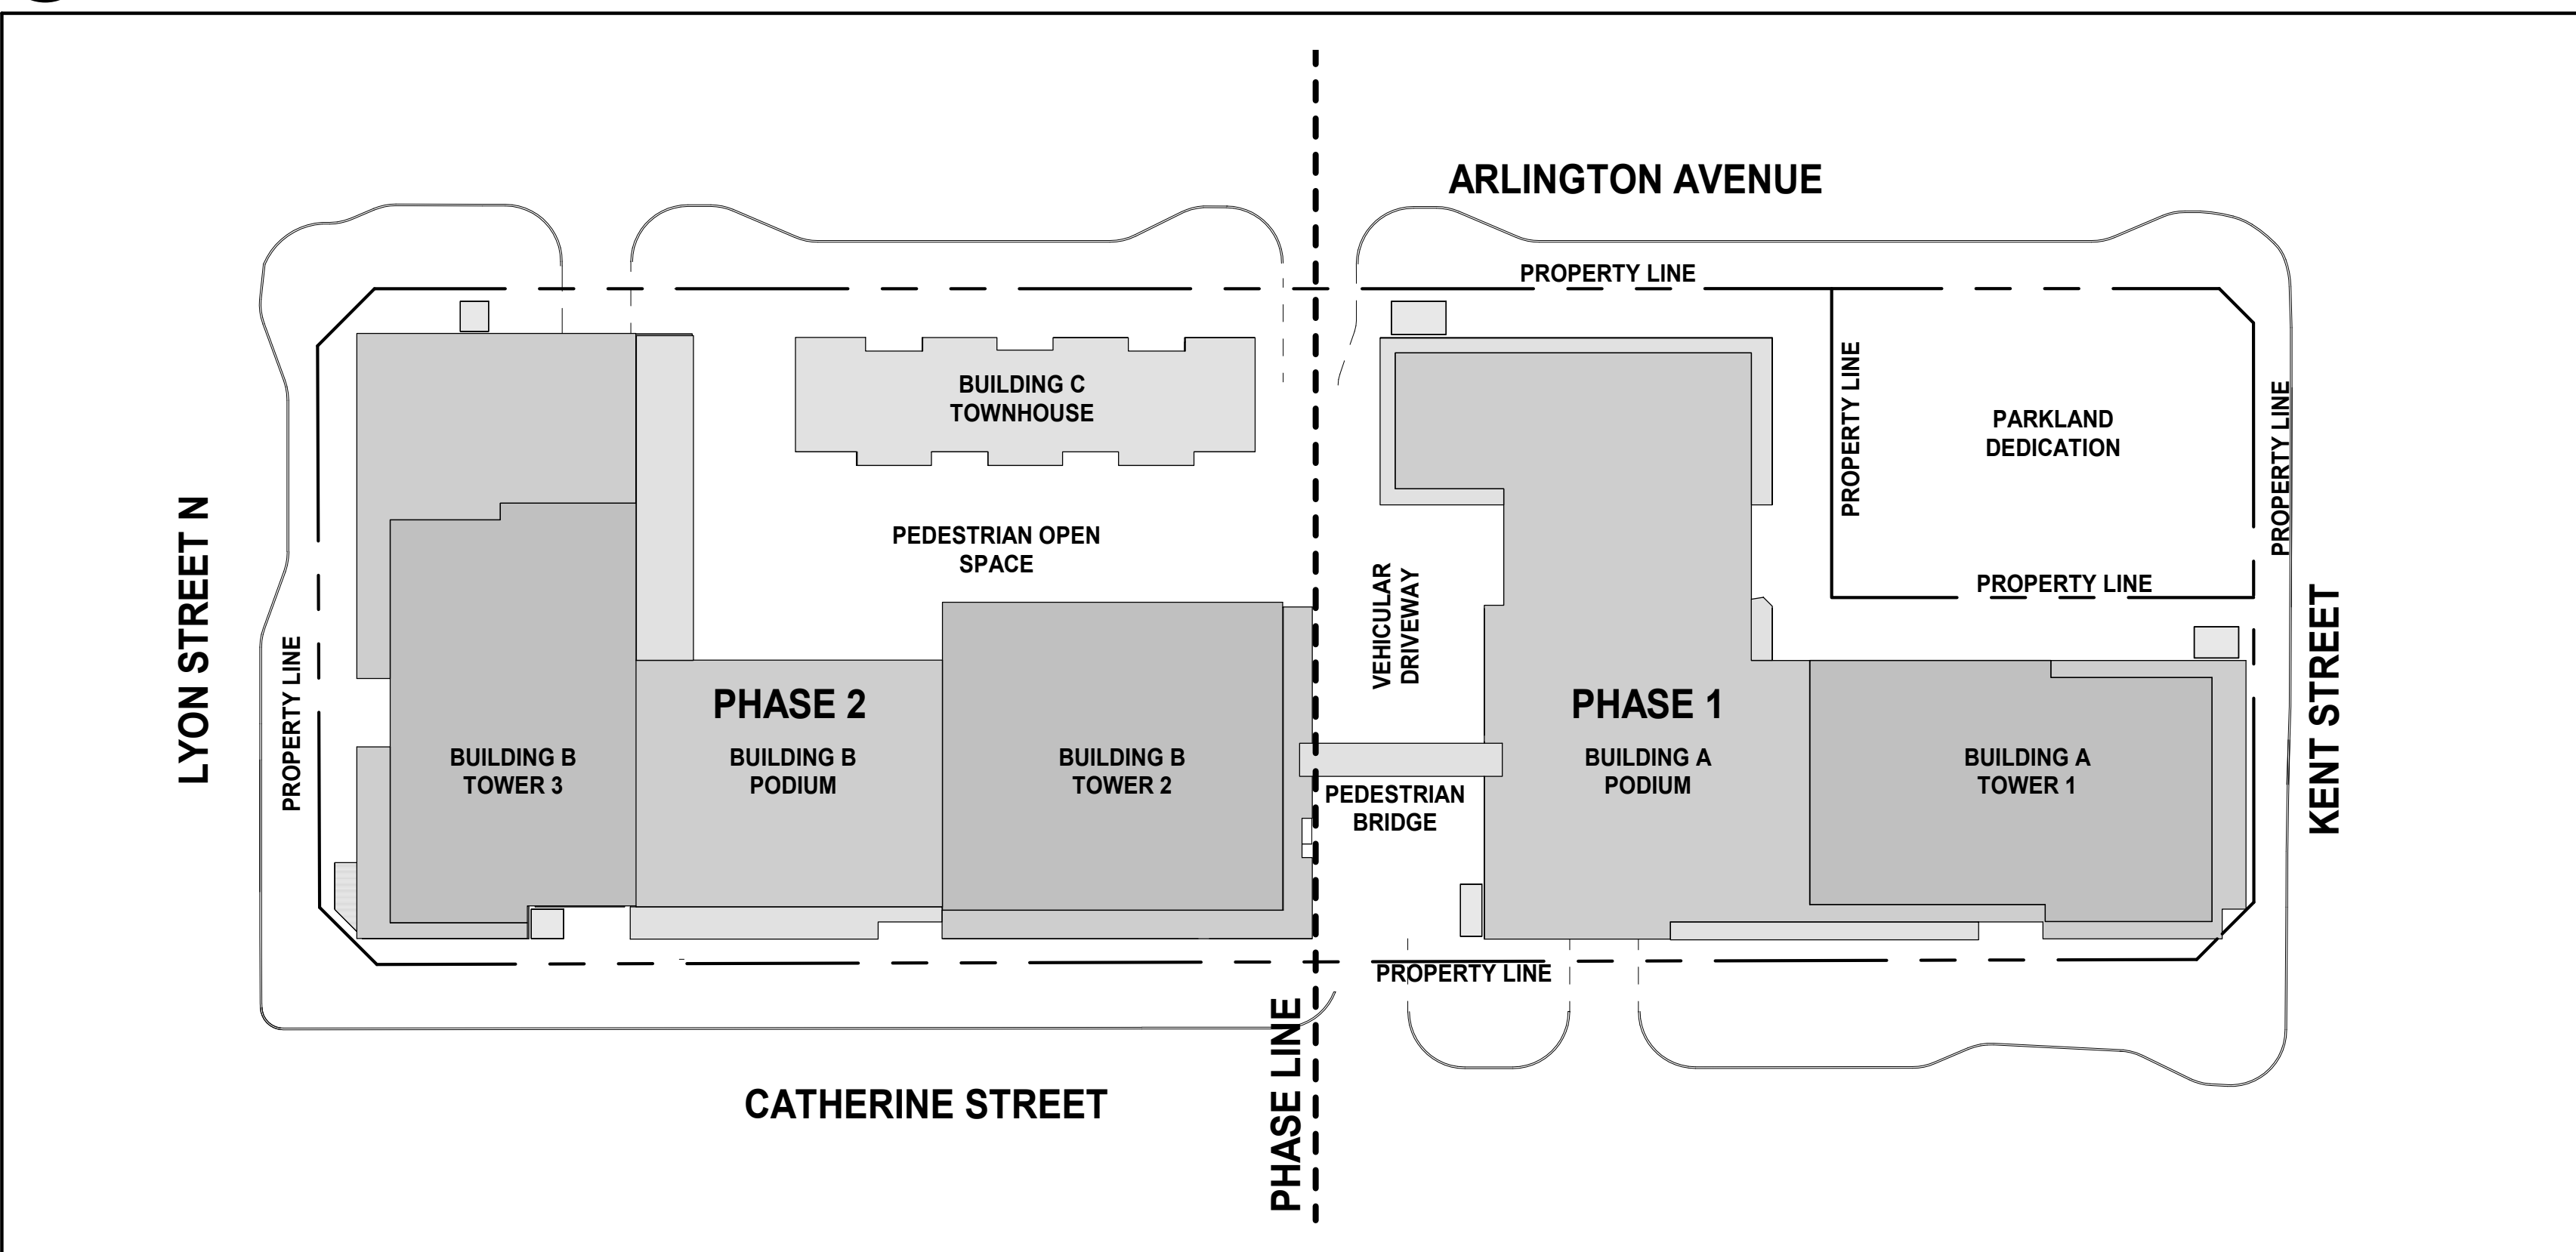 ARLINGTON AVENUE
PROPERTY LINE
BUILDING C
TOWNHOUSE
PROPERTY LINE
PARKLAND
DEDICATION
PROPERTY LINE
LYON STREET N
PEDESTRIAN OPEN
SPACE
VEHICULAR
DRIVEWAY
PROPERTY LINE
KENT STREET
PROPERTY LINE
PHASE 2
PHASE 1
BUILDING B
TOWER 3
BUILDING B
PODIUM
BUILDING B
TOWER 2
BUILDING A
PODIUM
BUILDING A
TOWER 1
PEDESTRIAN
BRIDGE
PROPERTY LINE
PHASE LINE
CATHERINE STREET